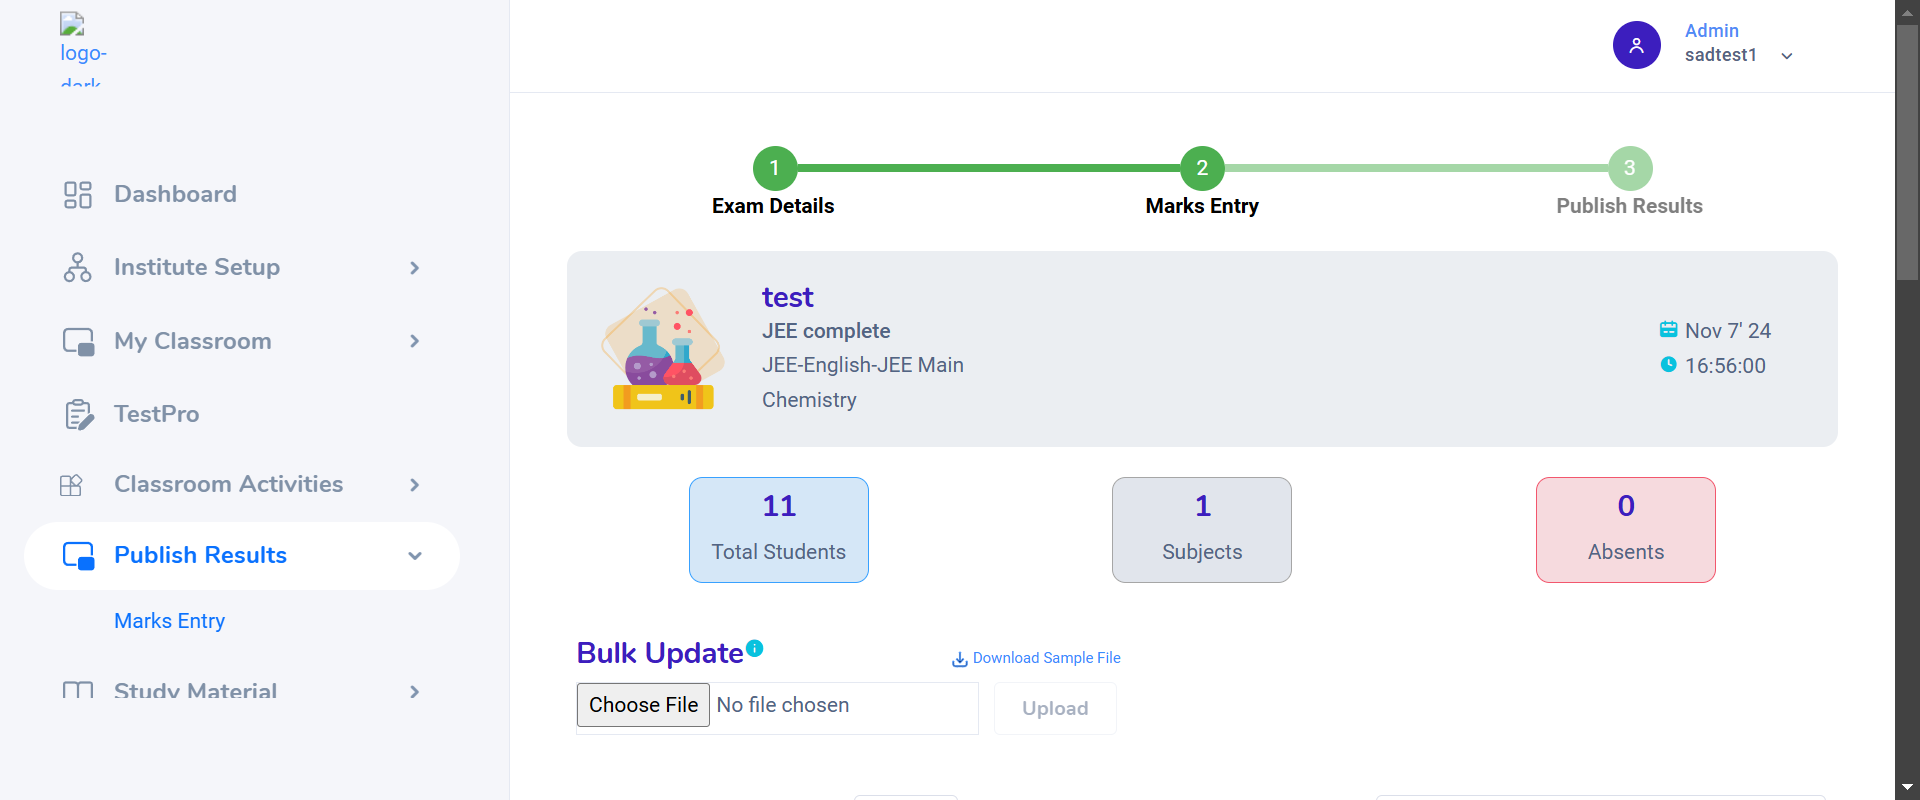 logo-
dark
Dashboard
Institute Setup
My Classroom
TestPro
Classroom Activities
Publish Results
Marks Entry
Study Material
Admin
sadtest1
1
2
3
Exam Details
Marks Entry
Publish Results
test
JEE complete
JEE-English-JEE Main
Chemistry
Nov 7' 24
16:56:00
11
Total Students
1
Subjects
0
Absents
Bulk Update
Download Sample File
Choose File No file chosen
Upload